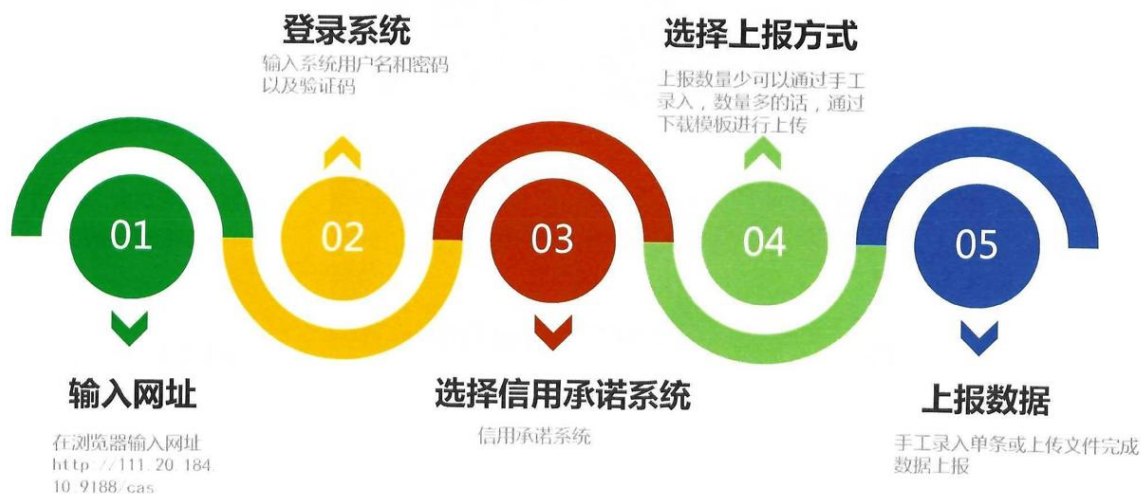 01
输入网址
在浏览器输入网址
http://111.20.184.
10:9188/cas
登录系统
输入系统用户名和密码
以及验证码
02
03
选择信用承诺系统
信用承诺系统
选择上报方式
上报数量少可以通过手工
录入，数量多的话，通过
下载模板进行上传
04
05
上报数据
手工录入单条或上传文件完成
数据上报